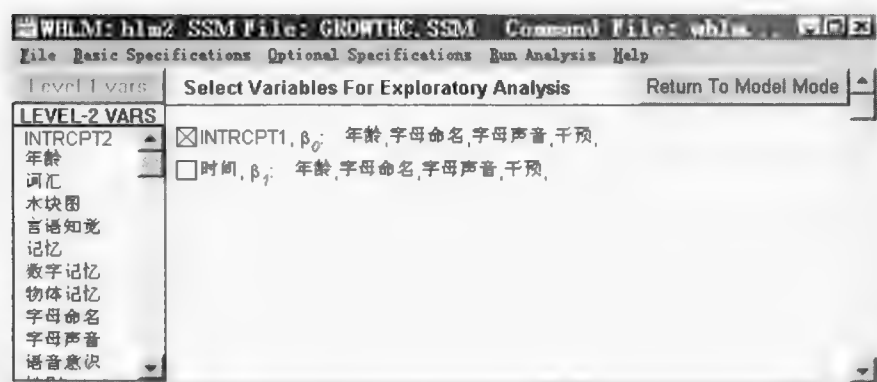 WHLM: hlm2 SSM File: GROWTHC.SSM Command File: whlm...
File Basic Specifications Optional Specifications Run Analysis Help
Level 1 vars
Select Variables For Exploratory Analysis
Return To Model Mode
LEVEL-2 VARS
INTRCPT2
年龄
词汇
木块图
言语知觉
记忆
数字记忆
物体记忆
字母命名
字母声音
语音意识
INTRCPT1, β0: 年龄,字母命名,字母声音,干预,
时间, β1: 年龄,字母命名,字母声音,干预,